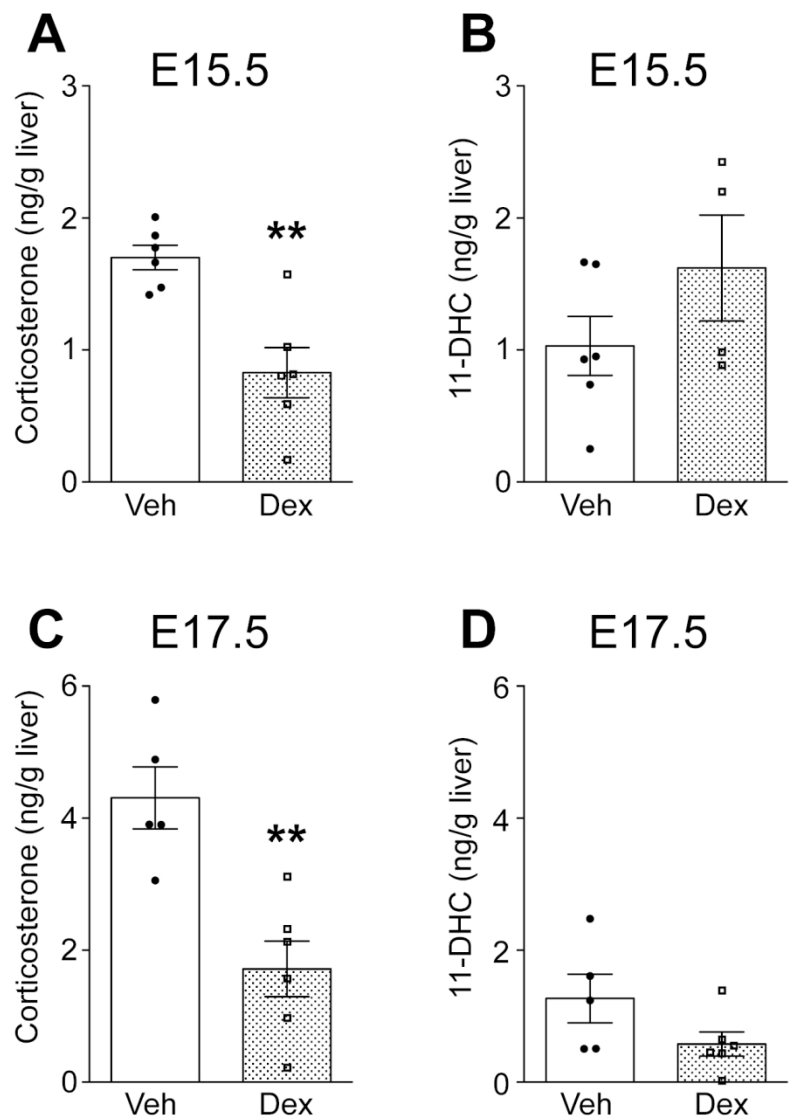 A
E15.5
Corticosterone (ng/g liver)
3
2
1
0
**
Veh Dex
B
E15.5
11-DHC (ng/g liver)
3
2
1
0
Veh Dex
C
E17.5
Corticosterone (ng/g liver)
6
4
2
0
**
Veh Dex
D
E17.5
11-DHC (ng/g liver)
6
4
2
0
Veh Dex